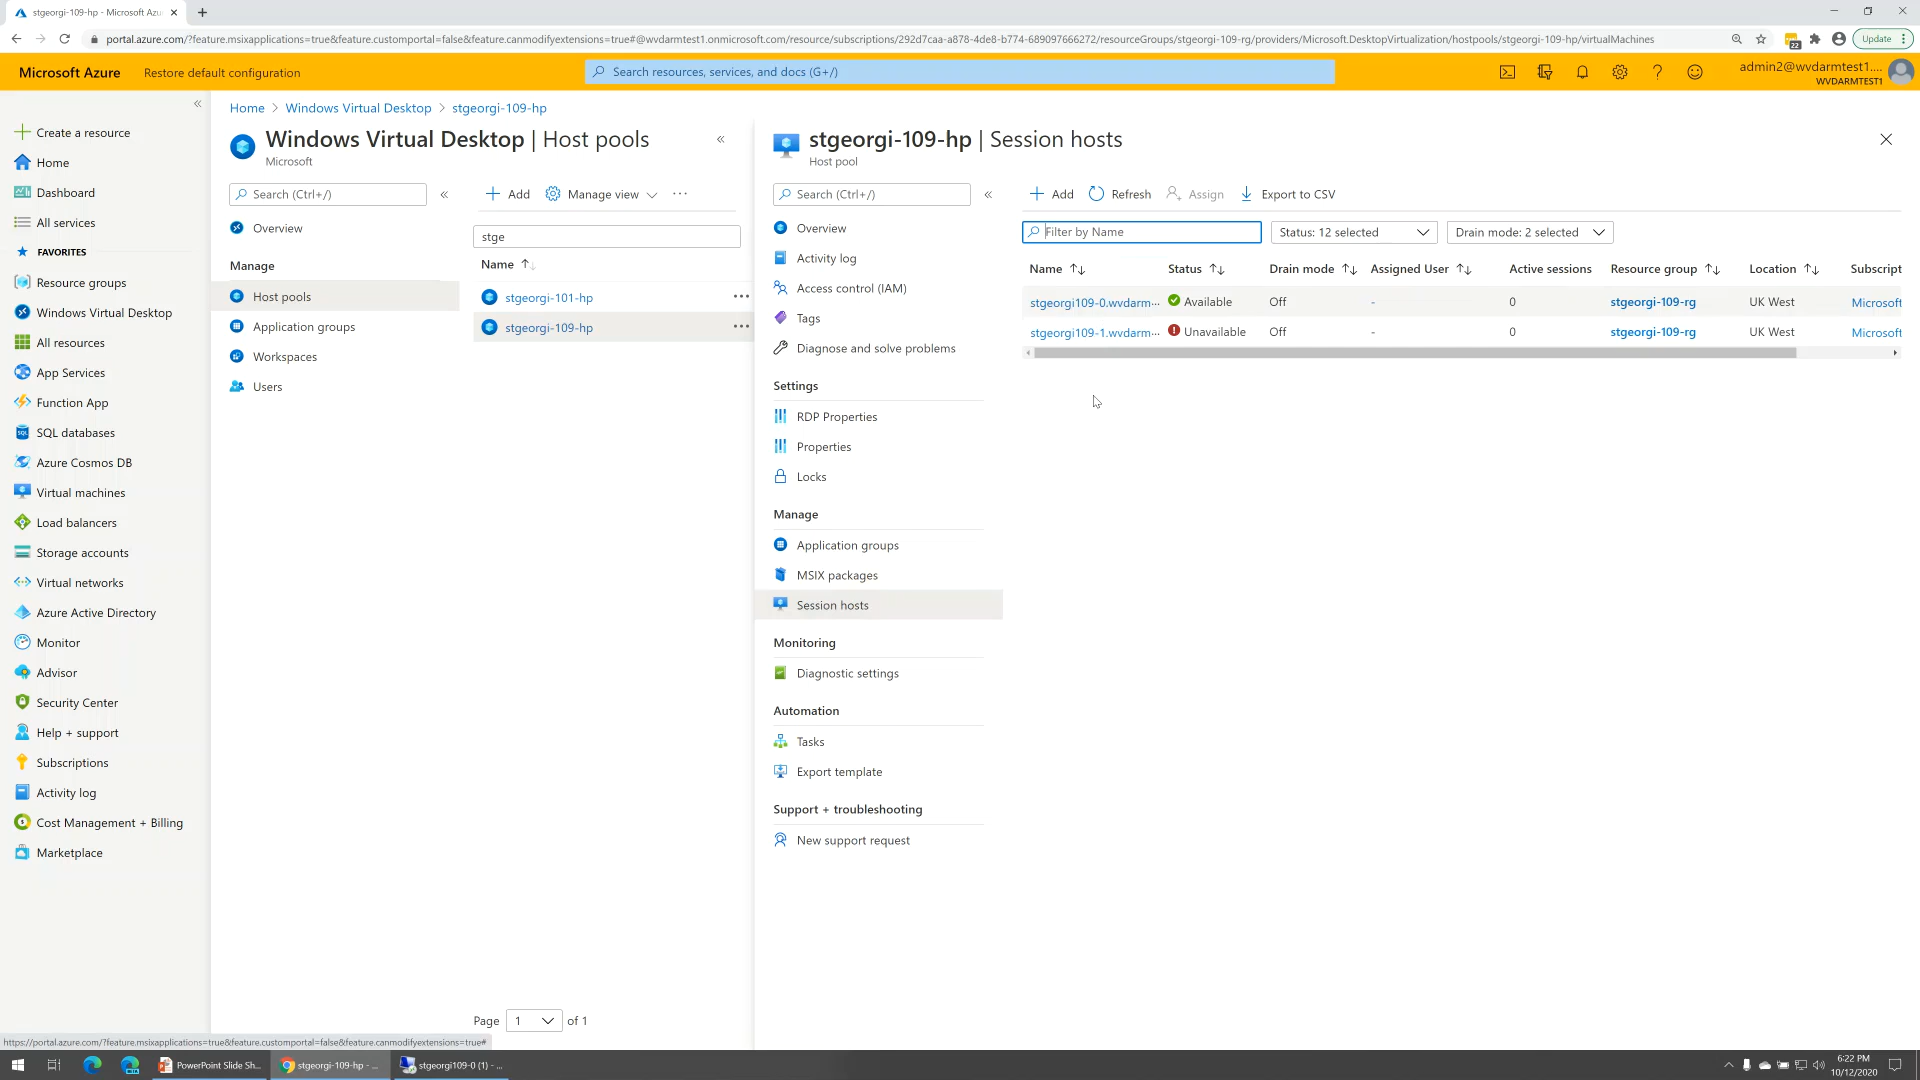 stgeorgi-109-hp - Microsoft Azu
portal.azure.com/?feature.msixapplications=true&feature.customportal=false&feature.canmodifyextensions=true#@wvdarmtest1.onmicrosoft.com/resource/subscriptions/292d7caa-a878-4de8-b774-689097666272/resourceGroups/stgeorgi-109-rg/providers/Microsoft.DesktopVirtualization/hostpools/stgeorgi-109-hp/virtualMachines
22
Update
Microsoft Azure
Restore default configuration
Search resources, services, and docs (G+/)
admin2@wvdarmtest1....
WVDARMTEST1
Create a resource
Home
Dashboard
All services
FAVORITES
Resource groups
Windows Virtual Desktop
All resources
App Services
Function App
SQL databases
Azure Cosmos DB
Virtual machines
Load balancers
Storage accounts
Virtual networks
Azure Active Directory
Monitor
Advisor
Security Center
Help + support
Subscriptions
Activity log
Cost Management + Billing
Marketplace
Home > Windows Virtual Desktop > stgeorgi-109-hp
Windows Virtual Desktop | Host pools
Microsoft
Search (Ctrl+/)
Overview
Manage
Host pools
Application groups
Workspaces
Users
Add
Manage view
stge
Name
stgeorgi-101-hp
stgeorgi-109-hp
Page 1 of 1
stgeorgi-109-hp | Session hosts
Host pool
Search (Ctrl+/)
Overview
Activity log
Access control (IAM)
Tags
Diagnose and solve problems
Settings
RDP Properties
Properties
Locks
Manage
Application groups
MSIX packages
Session hosts
Monitoring
Diagnostic settings
Automation
Tasks
Export template
Support + troubleshooting
New support request
Add Refresh Assign Export to CSV
Filter by Name
Status: 12 selected
Drain mode: 2 selected
Name Status Drain mode Assigned User Active sessions Resource group Location Subscript
stgeorgi109-0.wvdarm... Available Off - 0 stgeorgi-109-rg UK West Microsoft
stgeorgi109-1.wvdarm... Unavailable Off - 0 stgeorgi-109-rg UK West Microsoft
https://portal.azure.com/?feature.msixapplications=true&feature.customportal=false&feature.canmodifyextensions=true#
PowerPoint Slide Sh...
stgeorgi-109-hp - ...
stgeorgi109-0 (1) - ...
6:22 PM
10/12/2020